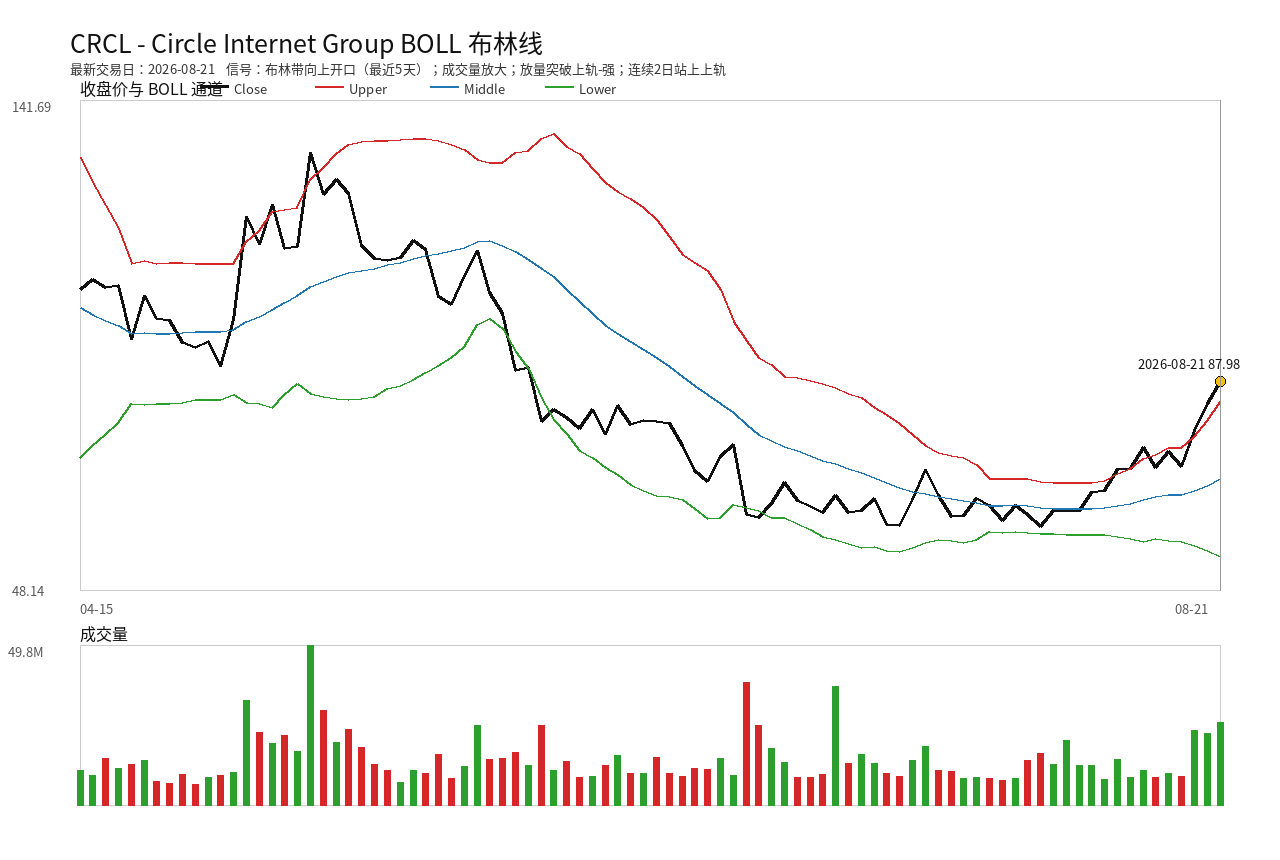 CRCL - Circle Internet Group BOLL 布林线
最新交易日：2026-08-21 信号：布林带向上开口（最近5天）；成交量放大；放量突破上轨-强；连续2日站上上轨
收盘价与 BOLL 通道 Close Upper Middle Lower
141.69
2026-08-21 87.98
48.14
04-15 08-21
成交量
49.8M